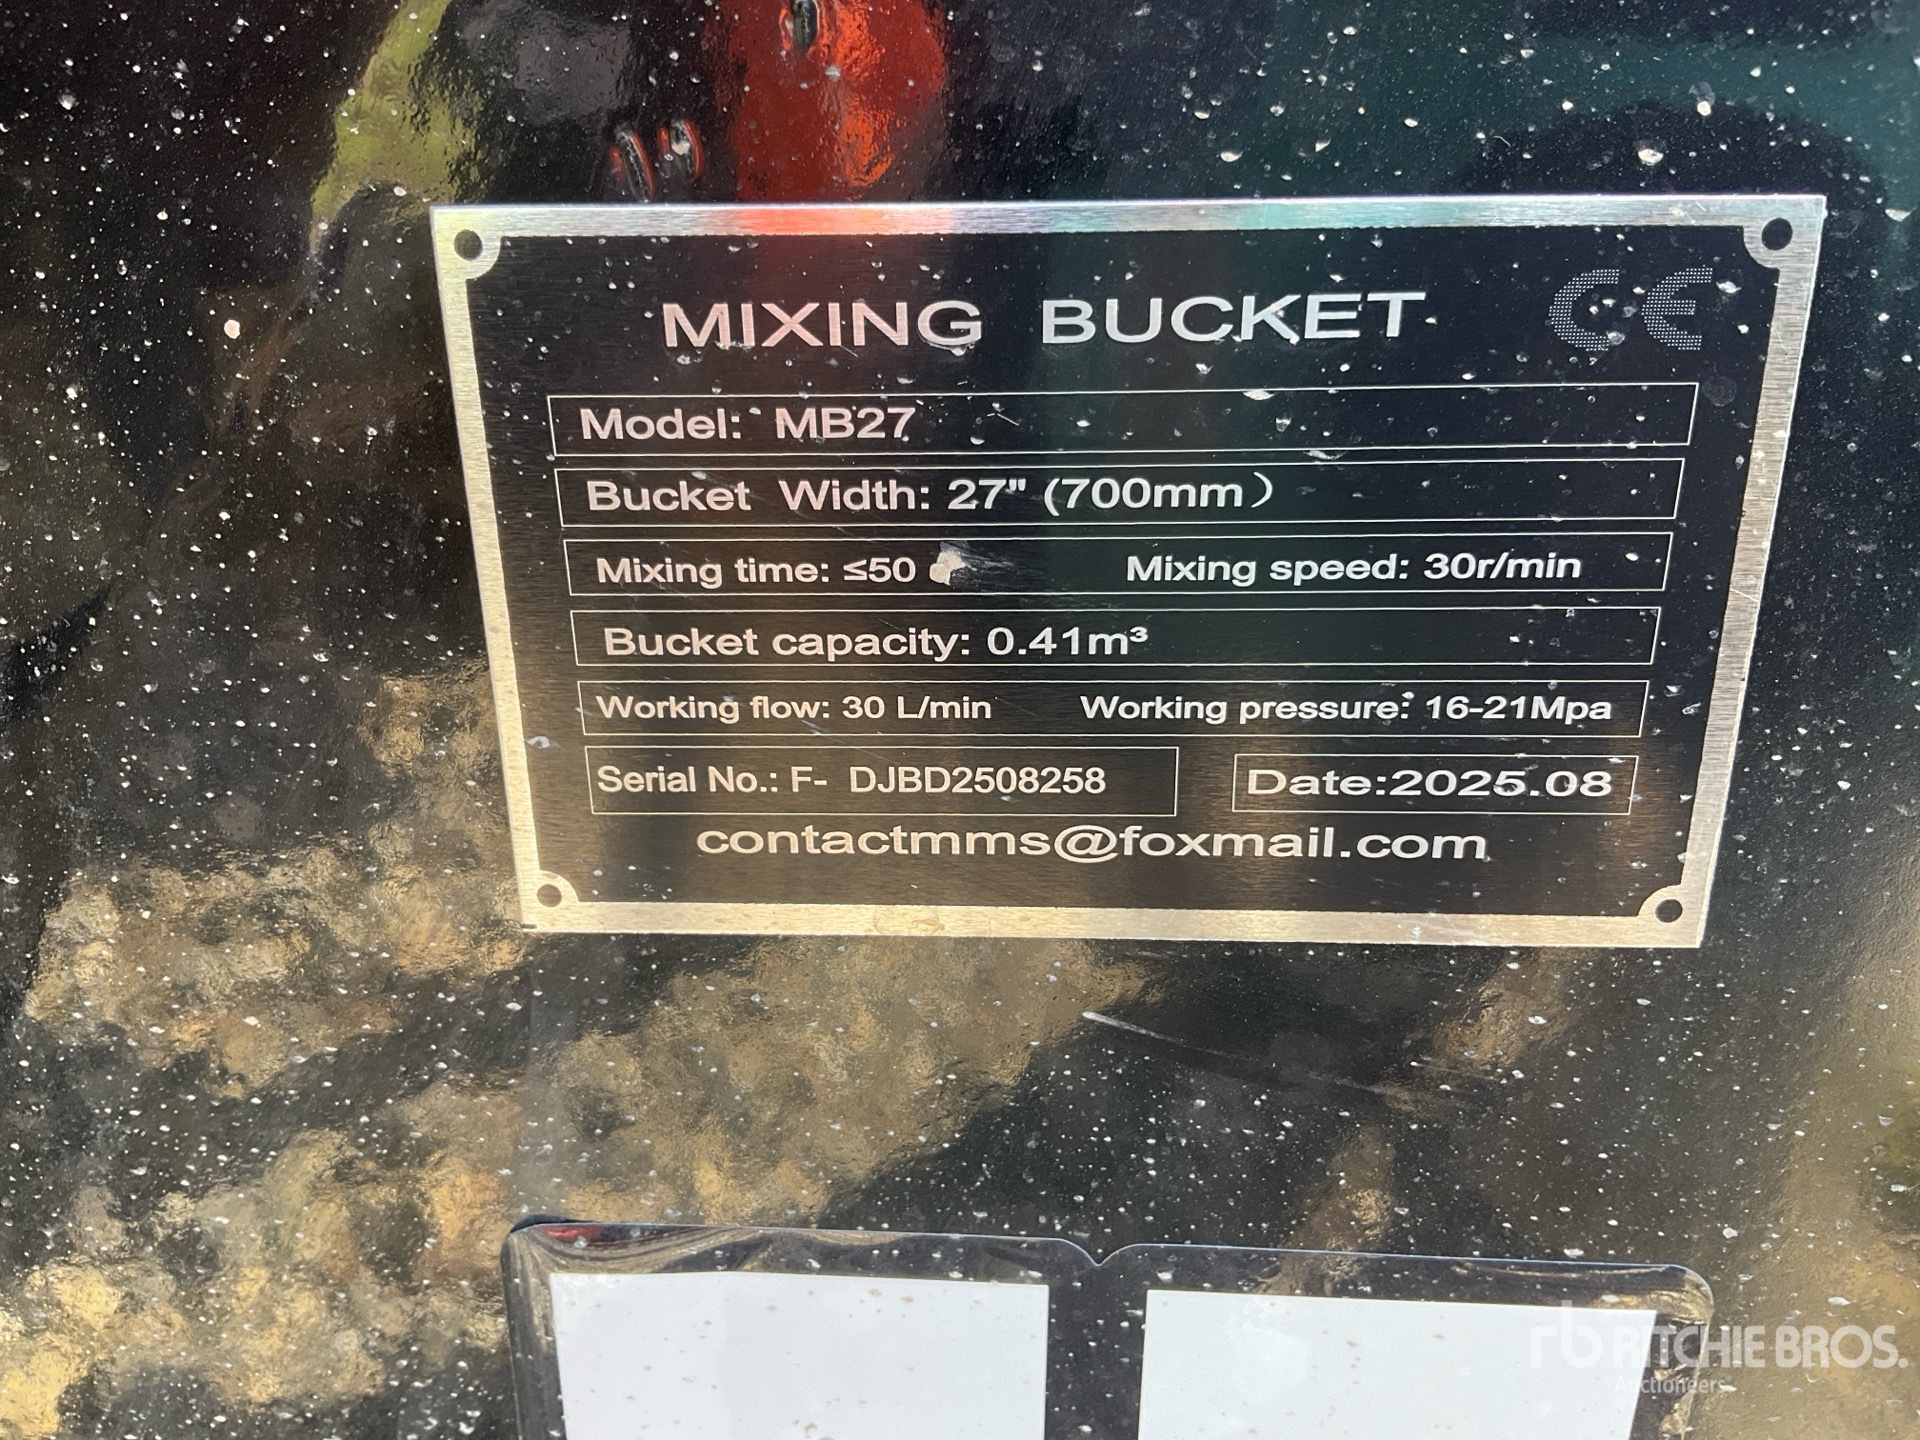 MIXING BUCKET CE
Model: MB27
Bucket Width: 27" (700mm）
Mixing time: ≤50 Mixing speed: 30r/min
Bucket capacity: 0.41m³
Working flow: 30 L/min Working pressure: 16-21Mpa
Serial No.: F- DJBD2508258 Date:2025.08
contactmms@foxmail.com
rb RITCHIE BROS.
Auctioneers